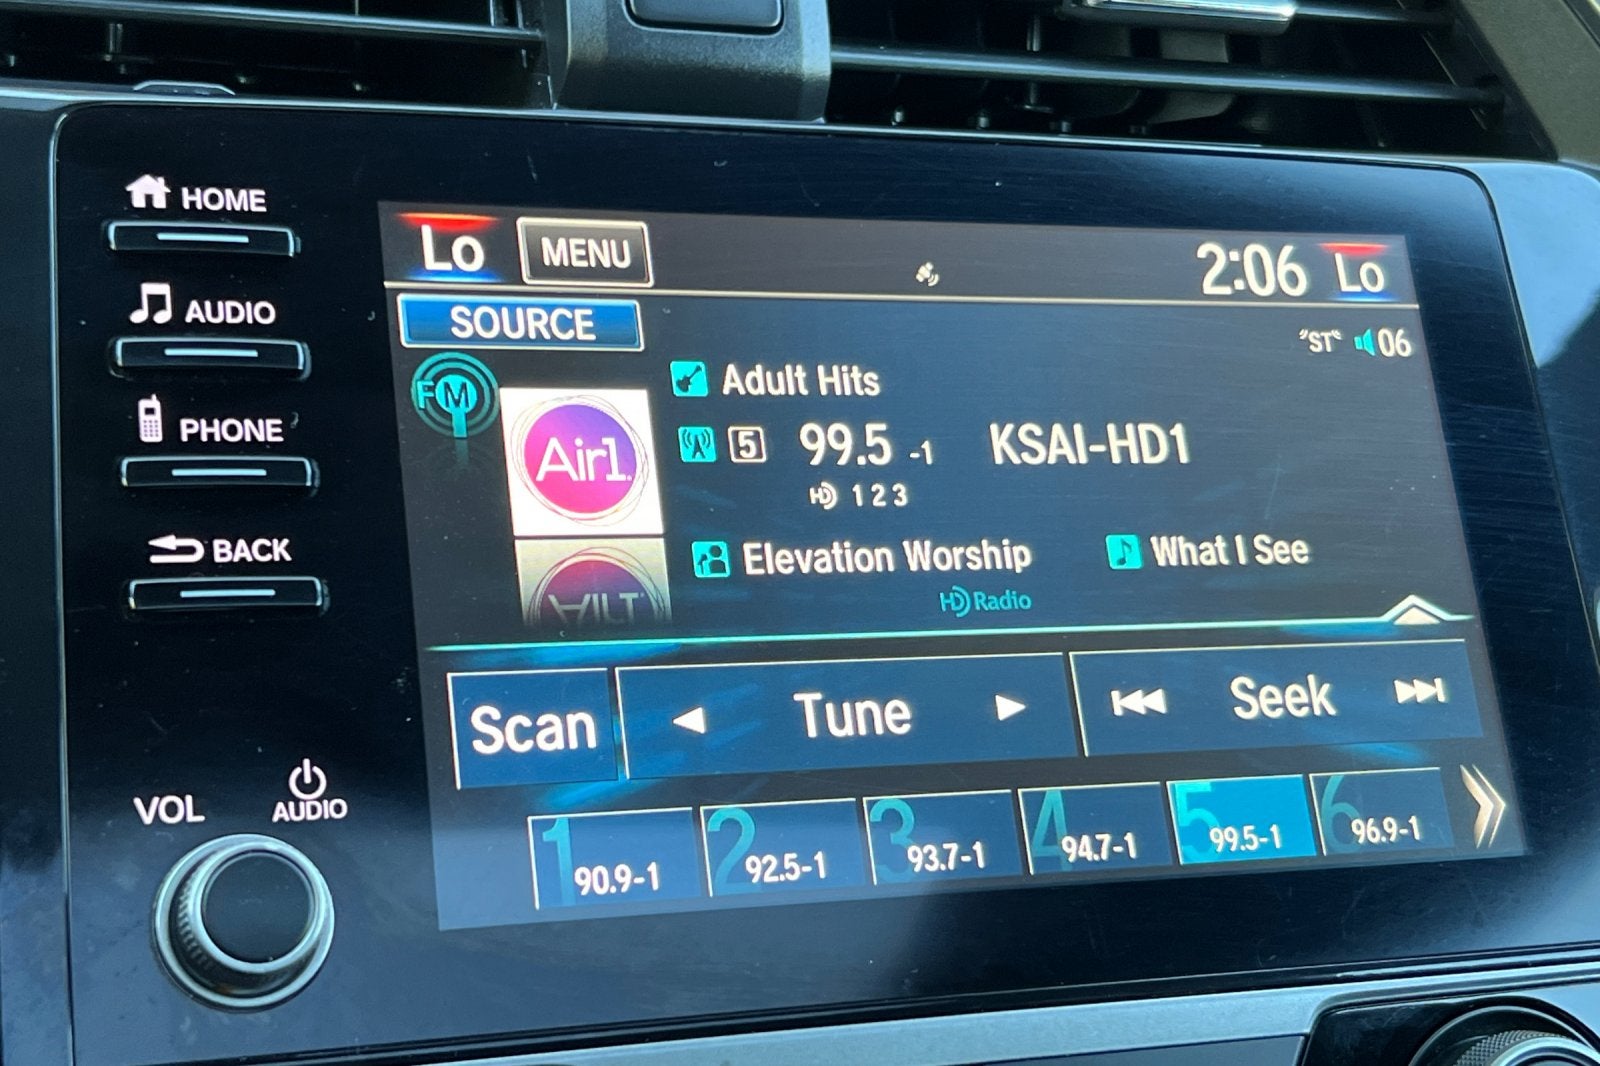 HOME
AUDIO
PHONE
BACK
VOL
AUDIO
Lo
MENU
2:06
Lo
SOURCE
"ST"
06
FM
Air1
Adult Hits
5
99.5 -1
KSAI-HD1
HD 1 2 3
Elevation Worship
What I See
HD Radio
Scan
Tune
Seek
1 90.9-1
2 92.5-1
3 93.7-1
4 94.7-1
5 99.5-1
6 96.9-1